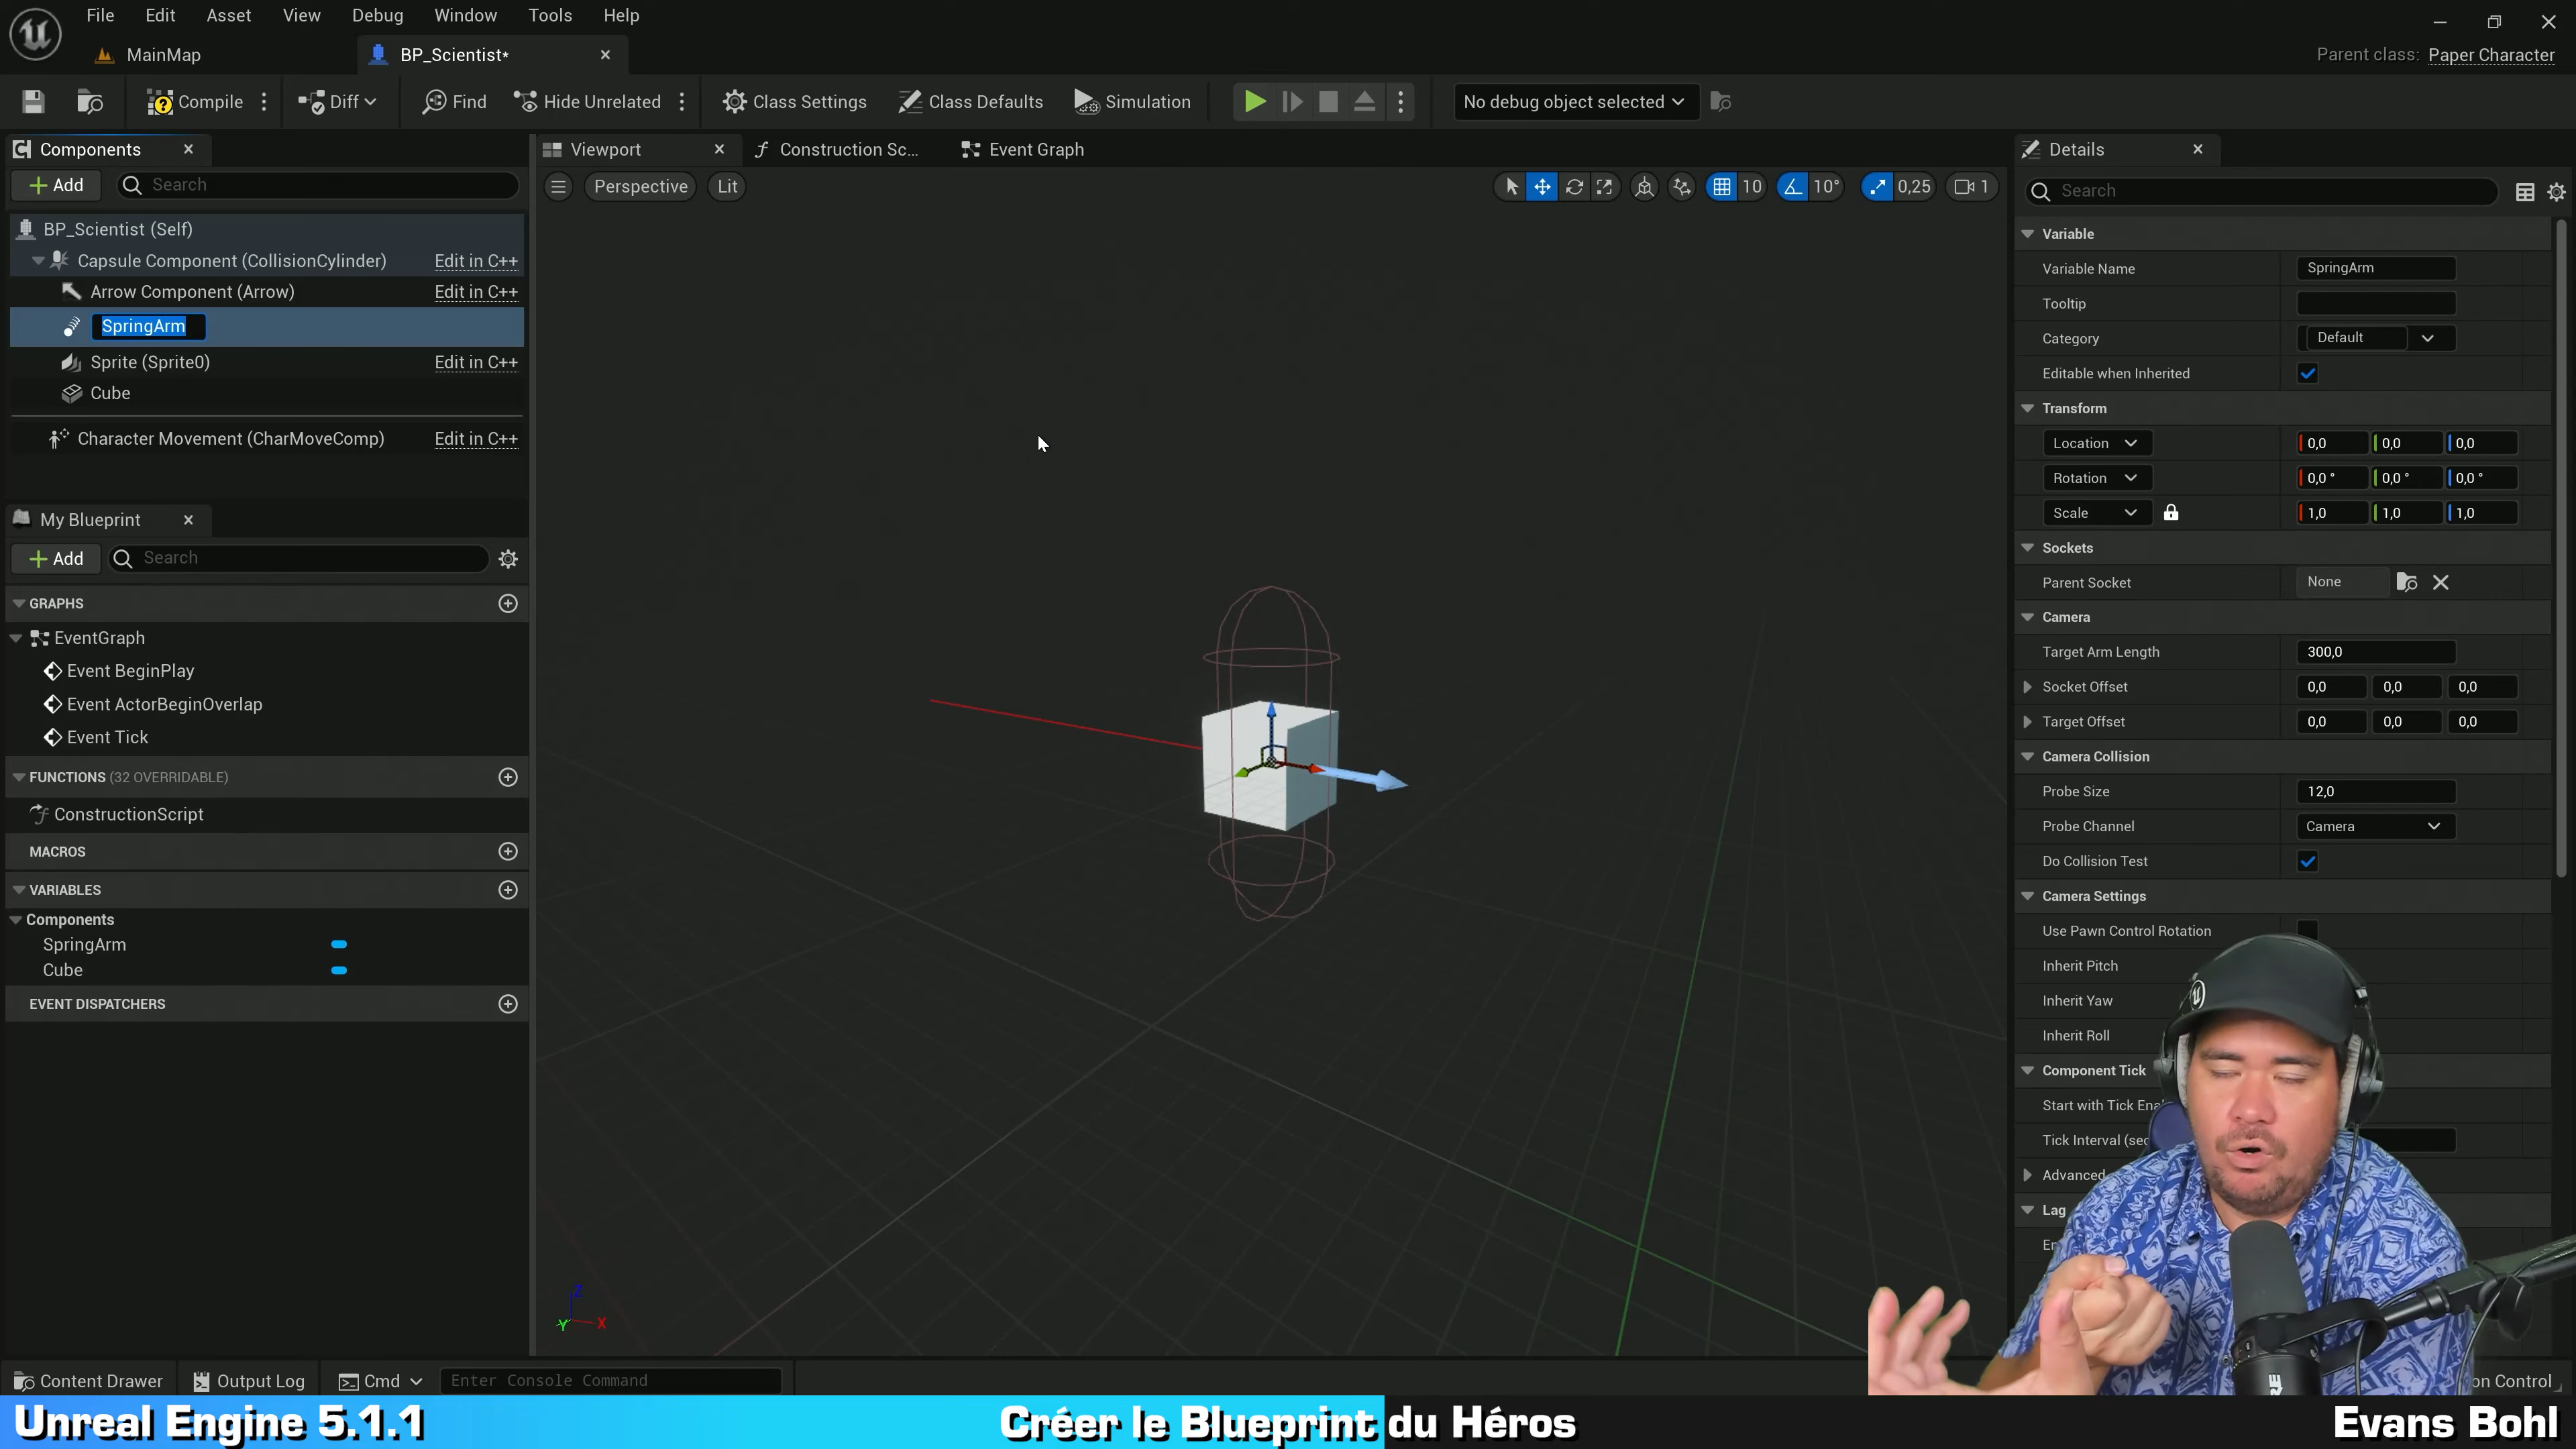 File Edit Asset View Debug Window Tools Help
MainMap
BP_Scientist*
Parent class: Paper Character
Compile
Diff
Find
Hide Unrelated
Class Settings
Class Defaults
Simulation
No debug object selected
Components
Add
Search
BP_Scientist (Self)
Capsule Component (CollisionCylinder) Edit in C++
Arrow Component (Arrow) Edit in C++
SpringArm
Sprite (Sprite0) Edit in C++
Cube
Character Movement (CharMoveComp) Edit in C++
My Blueprint
Add
Search
GRAPHS
EventGraph
Event BeginPlay
Event ActorBeginOverlap
Event Tick
FUNCTIONS (32 OVERRIDABLE)
ConstructionScript
MACROS
VARIABLES
Components
SpringArm
Cube
EVENT DISPATCHERS
Viewport
Construction Sc...
Event Graph
Perspective
Lit
10
10°
0,25
1
Z
Y
X
Details
Search
Variable
Variable Name SpringArm
Tooltip
Category Default
Editable when Inherited
Transform
Location 0,0 0,0 0,0
Rotation 0,0 ° 0,0 ° 0,0 °
Scale 1,0 1,0 1,0
Sockets
Parent Socket None
Camera
Target Arm Length 300,0
Socket Offset 0,0 0,0 0,0
Target Offset 0,0 0,0 0,0
Camera Collision
Probe Size 12,0
Probe Channel Camera
Do Collision Test
Camera Settings
Use Pawn Control Rotation
Inherit Pitch
Inherit Yaw
Inherit Roll
Component Tick
Start with Tick
Tick Interval
Advanced
Lag
Content Drawer
Output Log
Cmd
Enter Console Command
Control
Unreal Engine 5.1.1
Créer le Blueprint du Héros
Evans Bohl